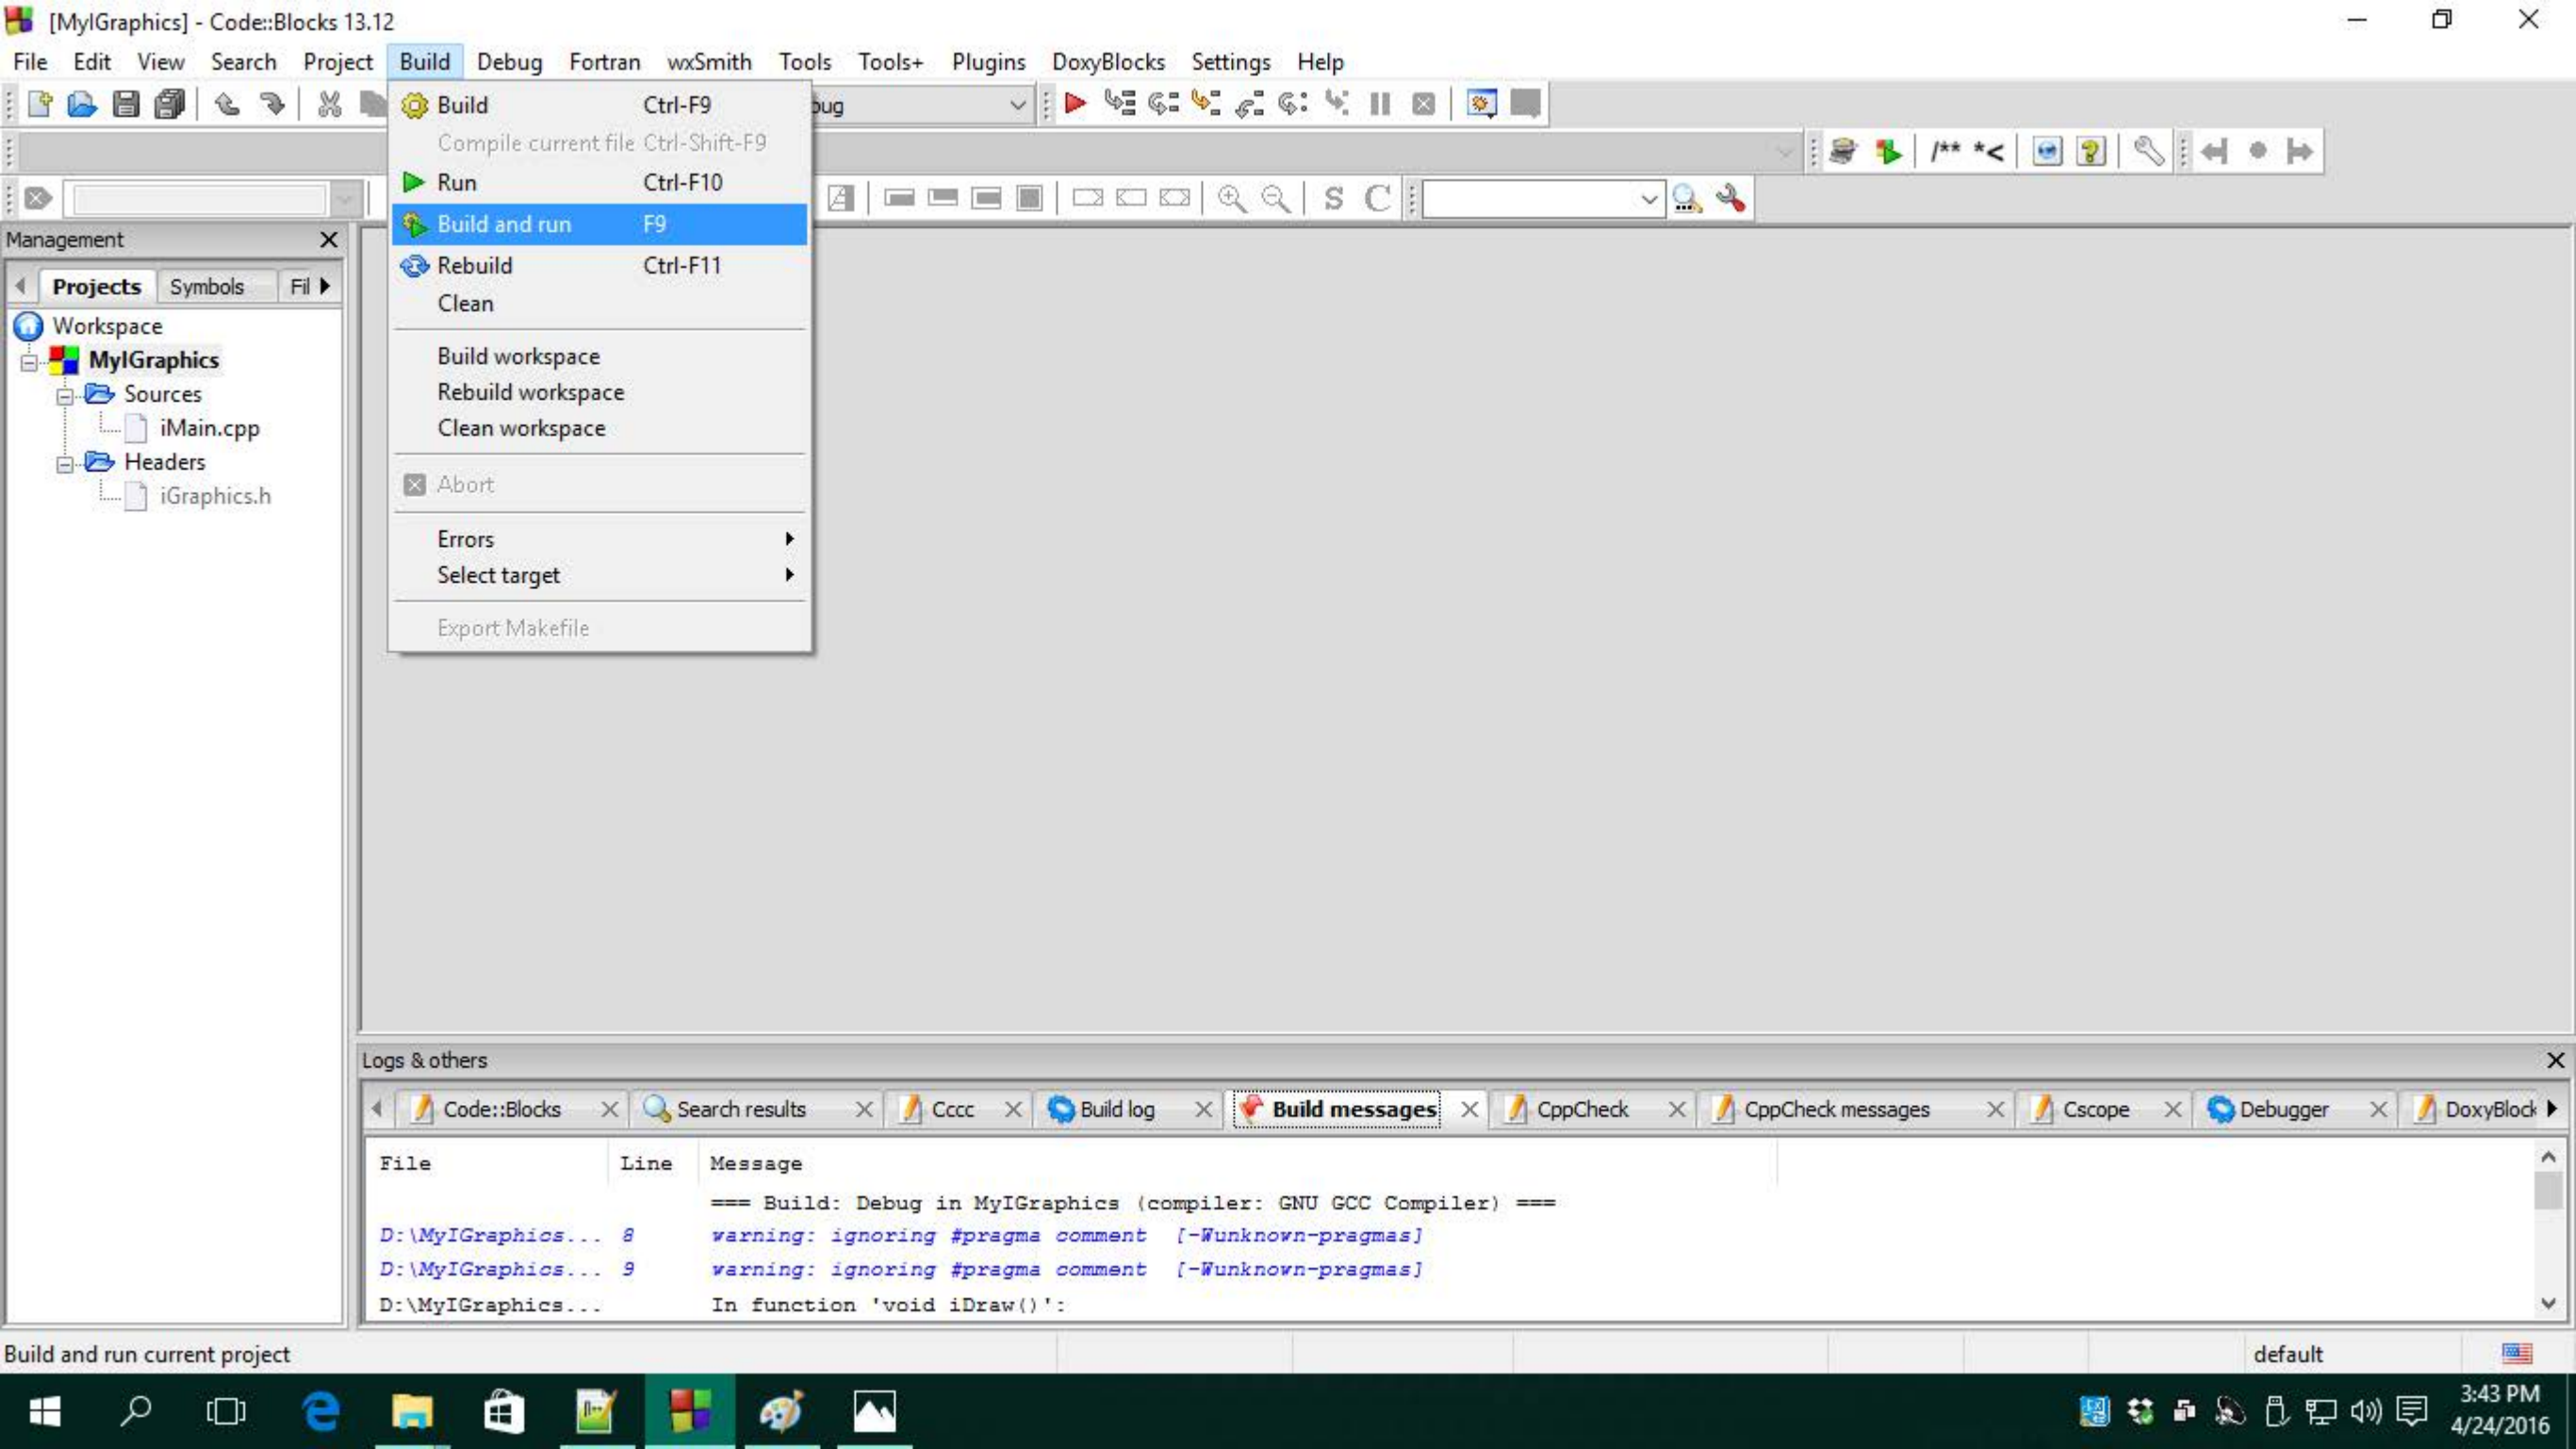 [MyIGraphics] - Code::Blocks 13.12
File Edit View Search Project Build Debug Fortran wxSmith Tools Tools+ Plugins DoxyBlocks Settings Help
Build Ctrl-F9
bug
Compile current file Ctrl-Shift-F9
/** *<
Run Ctrl-F10
S C
Build and run F9
Management
Rebuild Ctrl-F11
Projects Symbols Fil
Clean
Workspace
Build workspace
MyIGraphics
Rebuild workspace
Sources
Clean workspace
iMain.cpp
Headers
Abort
iGraphics.h
Errors
Select target
Export Makefile
Logs & others
Code::Blocks Search results Cccc Build log Build messages CppCheck CppCheck messages Cscope Debugger DoxyBlock
File Line Message
=== Build: Debug in MyIGraphics (compiler: GNU GCC Compiler) ===
D:\MyIGraphics... 8 warning: ignoring #pragma comment [-Wunknown-pragmas]
D:\MyIGraphics... 9 warning: ignoring #pragma comment [-Wunknown-pragmas]
D:\MyIGraphics... In function 'void iDraw()':
Build and run current project default
3:43 PM
4/24/2016